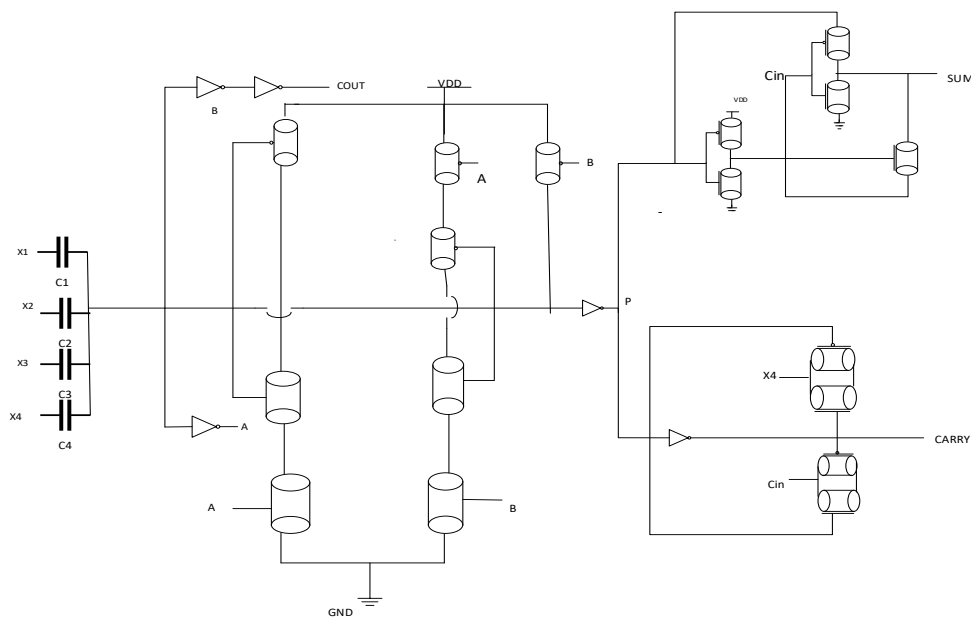 COUT
VDD
B
Cin
SUM
VDD
B
A
X1
C1
X2
C2
X3
C3
X4
C4
P
A
X4
CARRY
Cin
A
B
GND